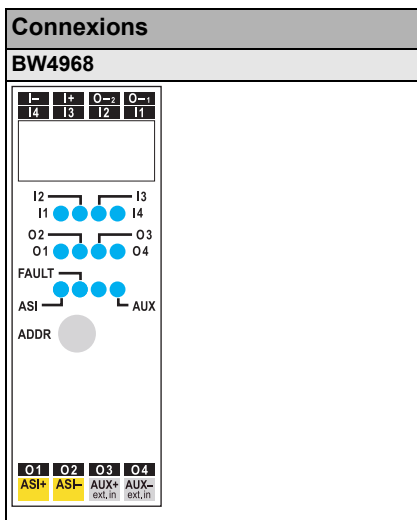 Connexions
BW4968
I– I+ O–₂ O–₁
I4 I3 I2 I1
I2 I3
I1 I4
O2 O3
O1 O4
FAULT
ASI AUX
ADDR
O1 O2 O3 O4
ASI+ ASI– AUX+ AUX–
ext.in ext.in